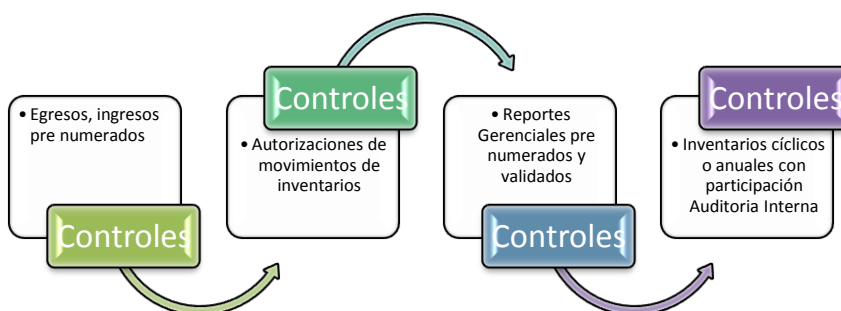 • Egresos, ingresos
pre numerados
Controles
Controles
• Autorizaciones de
movimientos de
inventarios
• Reportes
Gerenciales pre
numerados y
validados
Controles
Controles
• Inventarios cíclicos
o anuales con
participación
Auditoria Interna